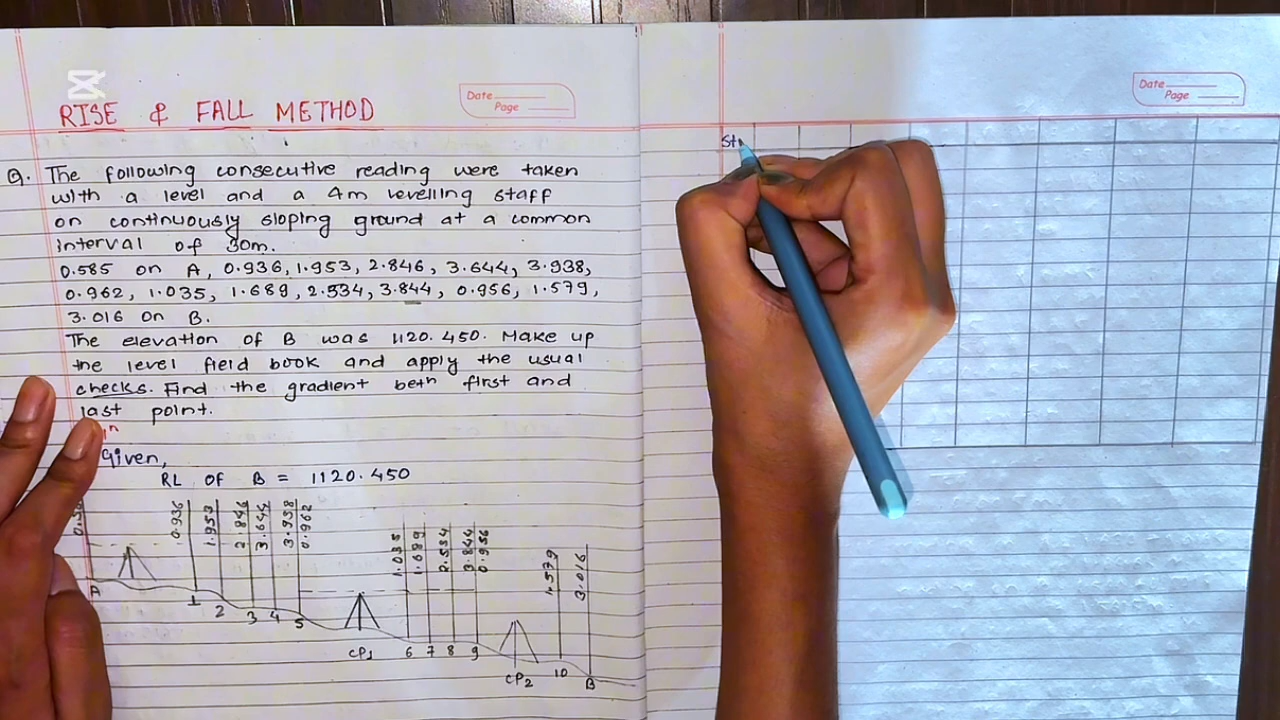 RISE & FALL METHOD
Date
Page
Q. The following consecutive reading were taken
with a level and a 4m levelling staff
on continuously sloping ground at a common
interval of 30m.
0.585 on A, 0.936, 1.953, 2.846, 3.644, 3.938,
0.962, 1.035, 1.689, 2.534, 3.844, 0.956, 1.579,
3.016 on B.
The elevation of B was 1120.450. Make up
the level field book and apply the usual
checks. Find the gradient betn first and
last point.
Given,
RL OF B = 1120.450
0.936
1.953
2.846
3.644
3.938
0.962
1.035
1.689
2.534
3.844
0.956
1.579
3.016
A
1
2
3
4
5
CP1
6
7
8
9
CP2
10
B
Date
Page
St